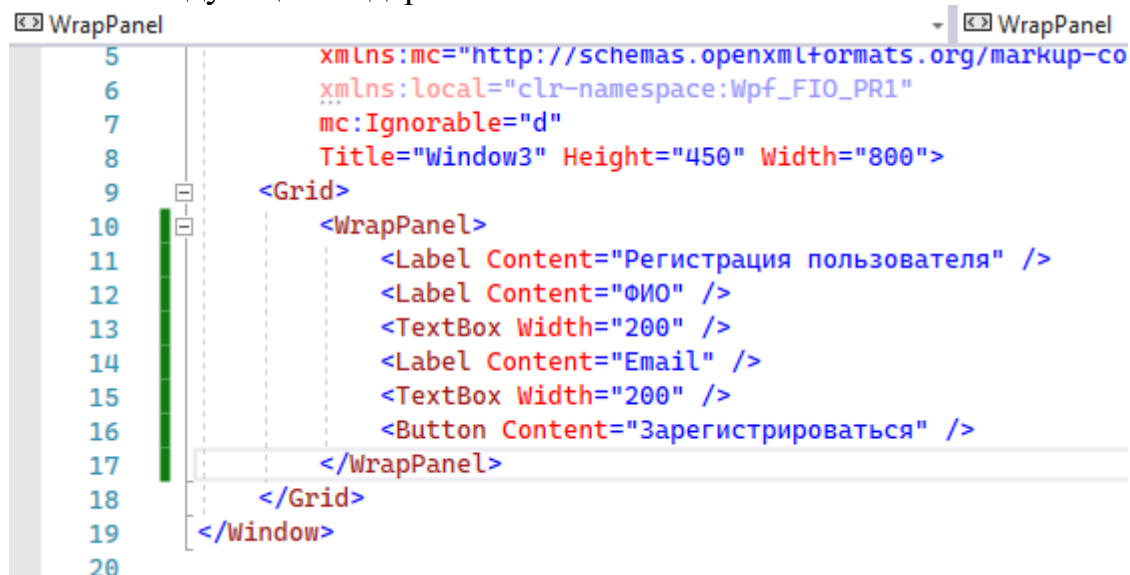 WrapPanel WrapPanel
5 xmlns:mc="http://schemas.openxmlformats.org/markup-co
6 xmlns:local="clr-namespace:Wpf_FIO_PR1"
7 mc:Ignorable="d"
8 Title="Window3" Height="450" Width="800">
9 <Grid>
10 <WrapPanel>
11 <Label Content="Регистрация пользователя" />
12 <Label Content="ФИО" />
13 <TextBox Width="200" />
14 <Label Content="Email" />
15 <TextBox Width="200" />
16 <Button Content="Зарегистрироваться" />
17 </WrapPanel>
18 </Grid>
19 </Window>
20